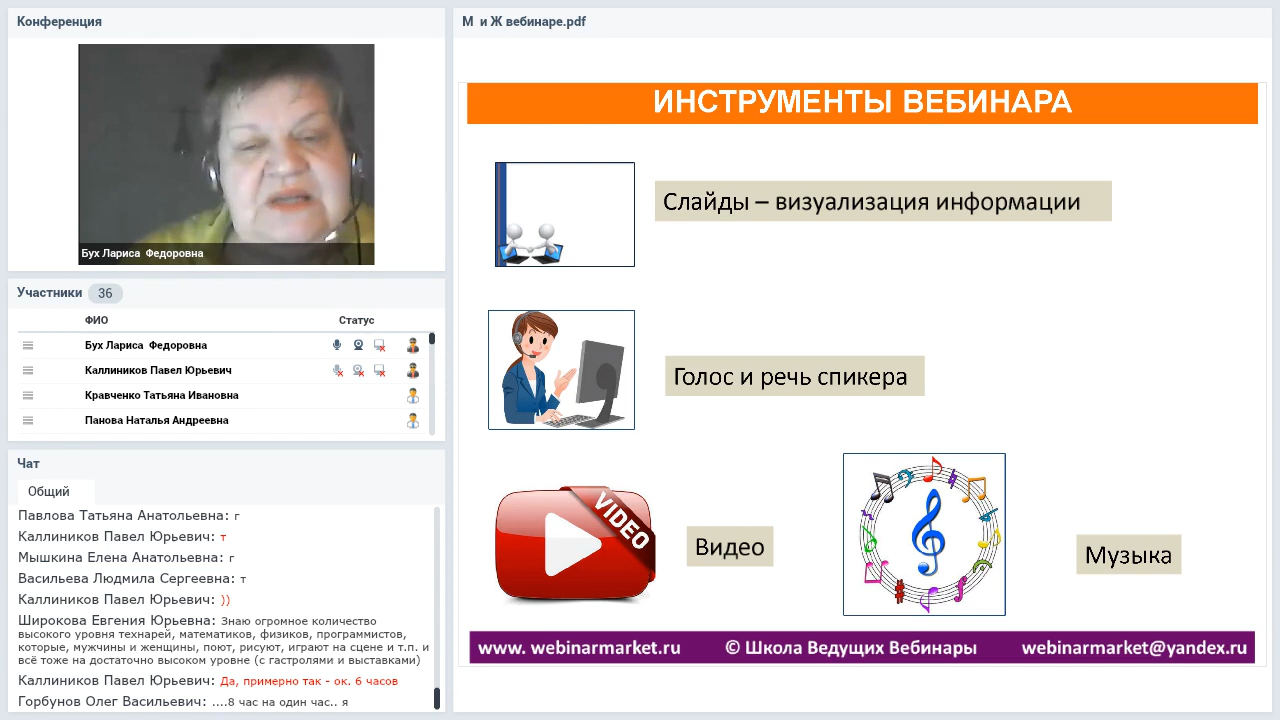 Конференция
Бух Лариса  Федоровна
Участники 36
ФИО Статус
Бух Лариса  Федоровна
Каллиников Павел Юрьевич
Кравченко Татьяна Ивановна
Панова Наталья Андреевна
Чат
Общий
Павлова Татьяна Анатольевна: г
Каллиников Павел Юрьевич: т
Мышкина Елена Анатольевна: г
Васильева Людмила Сергеевна: т
Каллиников Павел Юрьевич: ))
Широкова Евгения Юрьевна: Знаю огромное количество
высокого уровня технарей, математиков, физиков, программистов,
которые, мужчины и женщины, поют, рисуют, играют на сцене и т.п. и
всё тоже на достаточно высоком уровне (с гастролями и выставками)
Каллиников Павел Юрьевич: Да, примерно так - ок. 6 часов
Горбунов Олег Васильевич: ....8 час на один час.. я
М  и Ж вебинаре.pdf
ИНСТРУМЕНТЫ ВЕБИНАРА
Слайды – визуализация информации
Голос и речь спикера
VIDEO
Видео
Музыка
www. webinarmarket.ru © Школа Ведущих Вебинары webinarmarket@yandex.ru